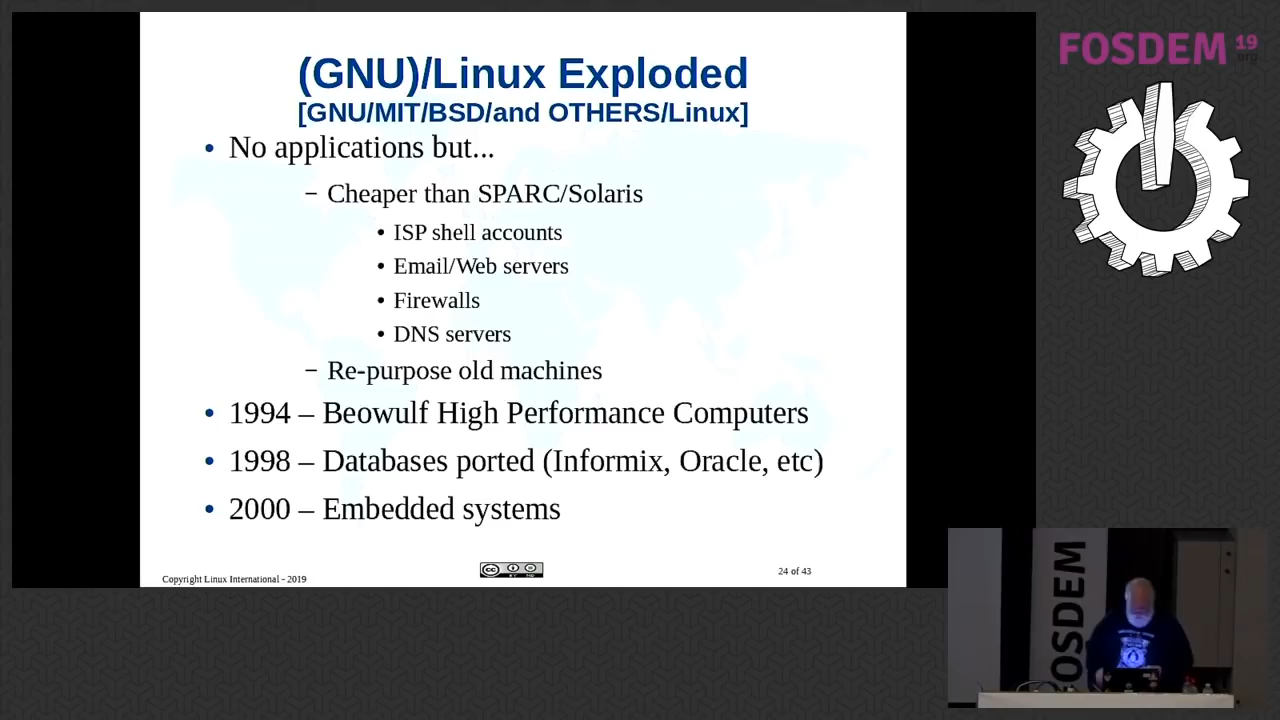 (GNU)/Linux Exploded
[GNU/MIT/BSD/and OTHERS/Linux]
• No applications but...
– Cheaper than SPARC/Solaris
• ISP shell accounts
• Email/Web servers
• Firewalls
• DNS servers
– Re-purpose old machines
• 1994 – Beowulf High Performance Computers
• 1998 – Databases ported (Informix, Oracle, etc)
• 2000 – Embedded systems
Copyright Linux International - 2019
24 of 43
FOSDEM 19
.org
FOSDEM